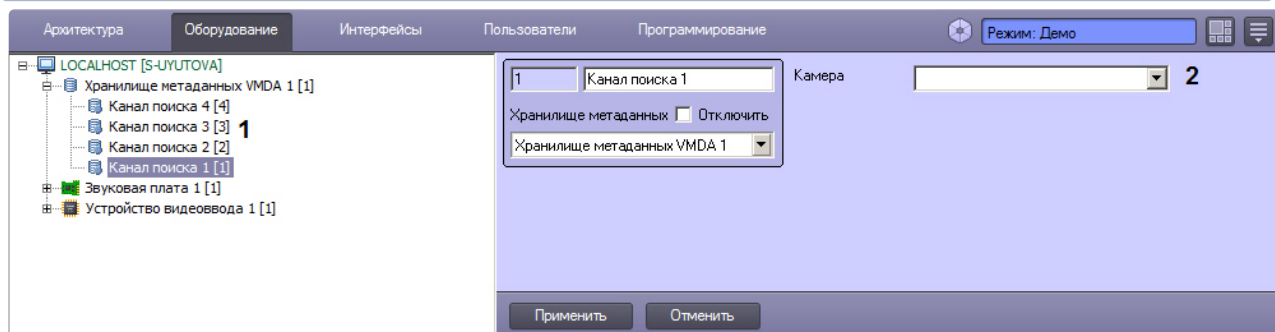 Архитектура Оборудование Интерфейсы Пользователи Программирование Режим: Демо
LOCALHOST [S-UYUTOVA]
Хранилище метаданных VMDA 1 [1]
Канал поиска 4 [4]
Канал поиска 3 [3] 1
Канал поиска 2 [2]
Канал поиска 1 [1]
Звуковая плата 1 [1]
Устройство видеоввода 1 [1]
1 Канал поиска 1 Камера 2
Хранилище метаданных Отключить
Хранилище метаданных VMDA 1
Применить Отменить